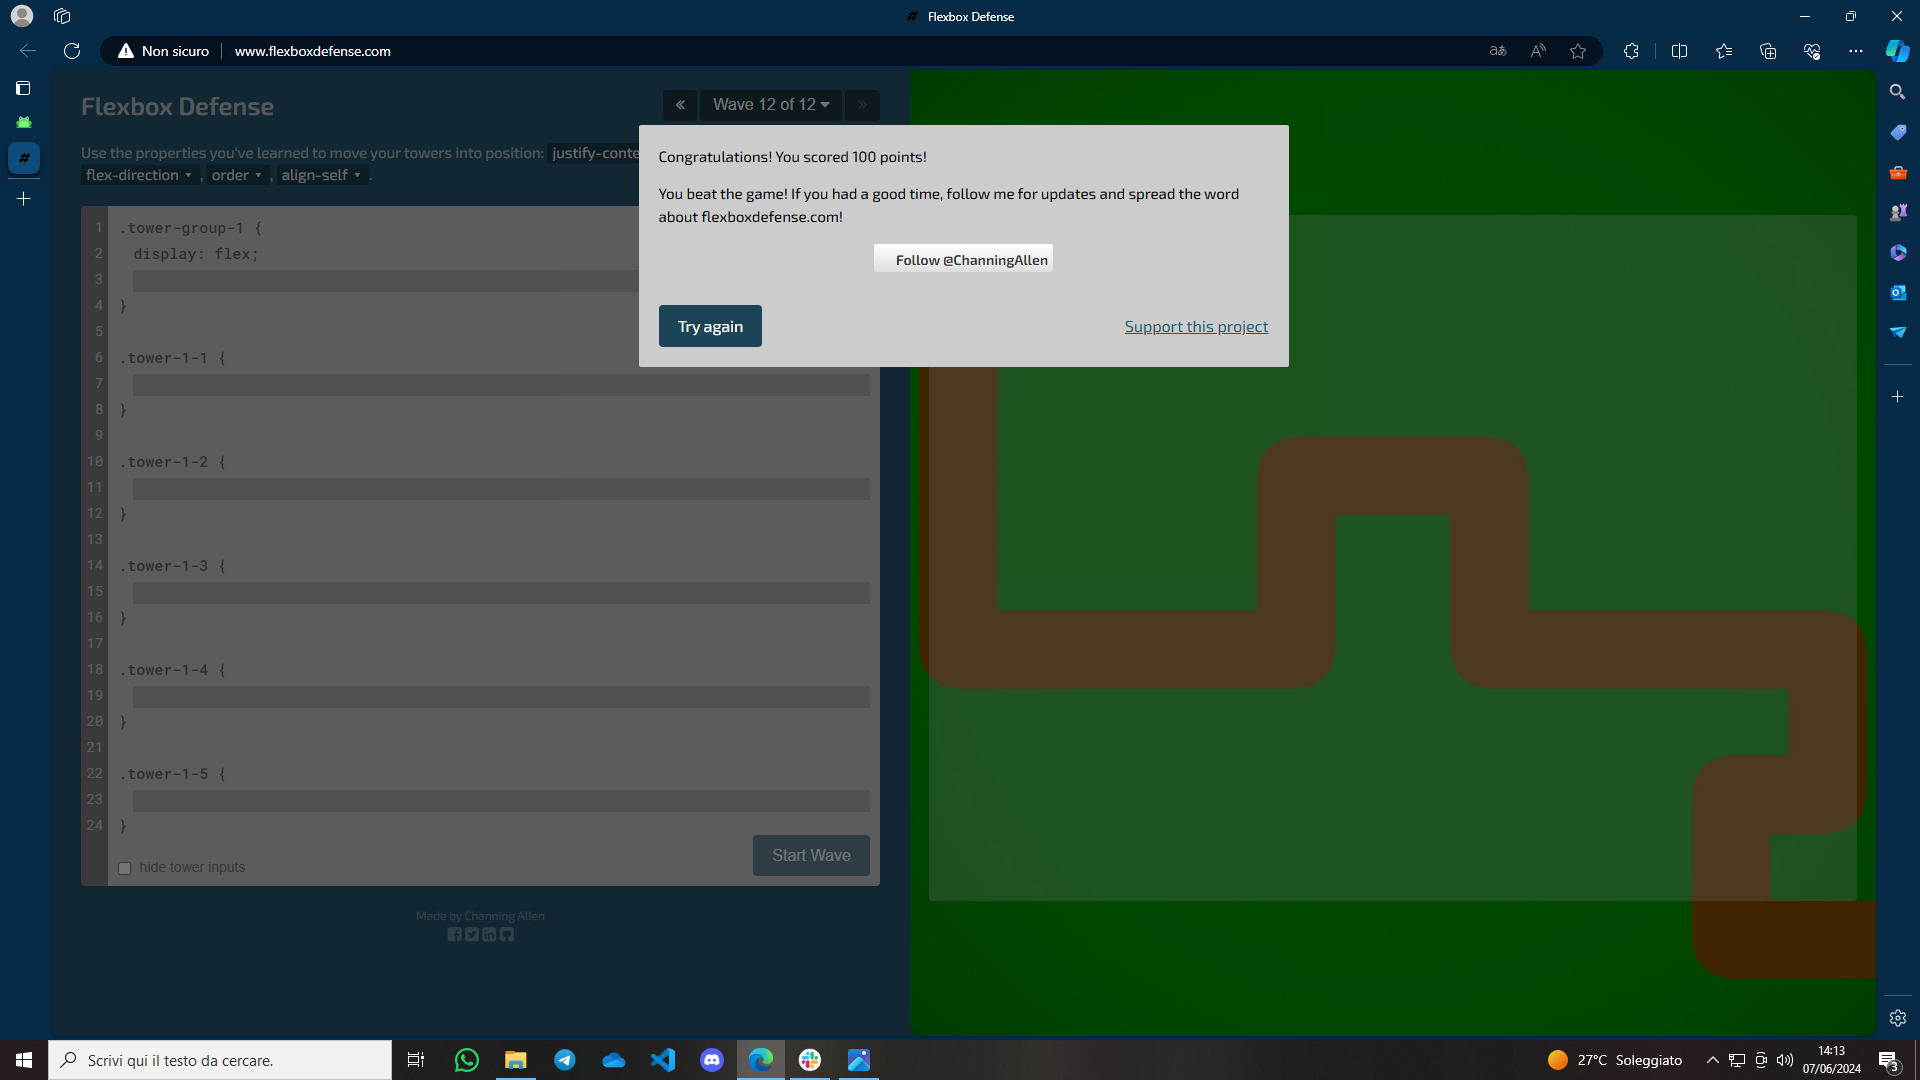 Flexbox Defense
Non sicuro
www.flexboxdefense.com
Flexbox Defense
« Wave 12 of 12 »
Use the properties you've learned to move your towers into position: justify-conte
flex-direction , order , align-self .
Congratulations! You scored 100 points!
You beat the game! If you had a good time, follow me for updates and spread the word
about flexboxdefense.com!
Follow @ChanningAllen
Try again
Support this project
1 .tower-group-1 {
2 display: flex;
3
4 }
5
6 .tower-1-1 {
7
8 }
9
10 .tower-1-2 {
11
12 }
13
14 .tower-1-3 {
15
16 }
17
18 .tower-1-4 {
19
20 }
21
22 .tower-1-5 {
23
24 }
hide tower inputs
Start Wave
Made by Channing Allen
Scrivi qui il testo da cercare.
27°C Soleggiato
14:13
07/06/2024
3